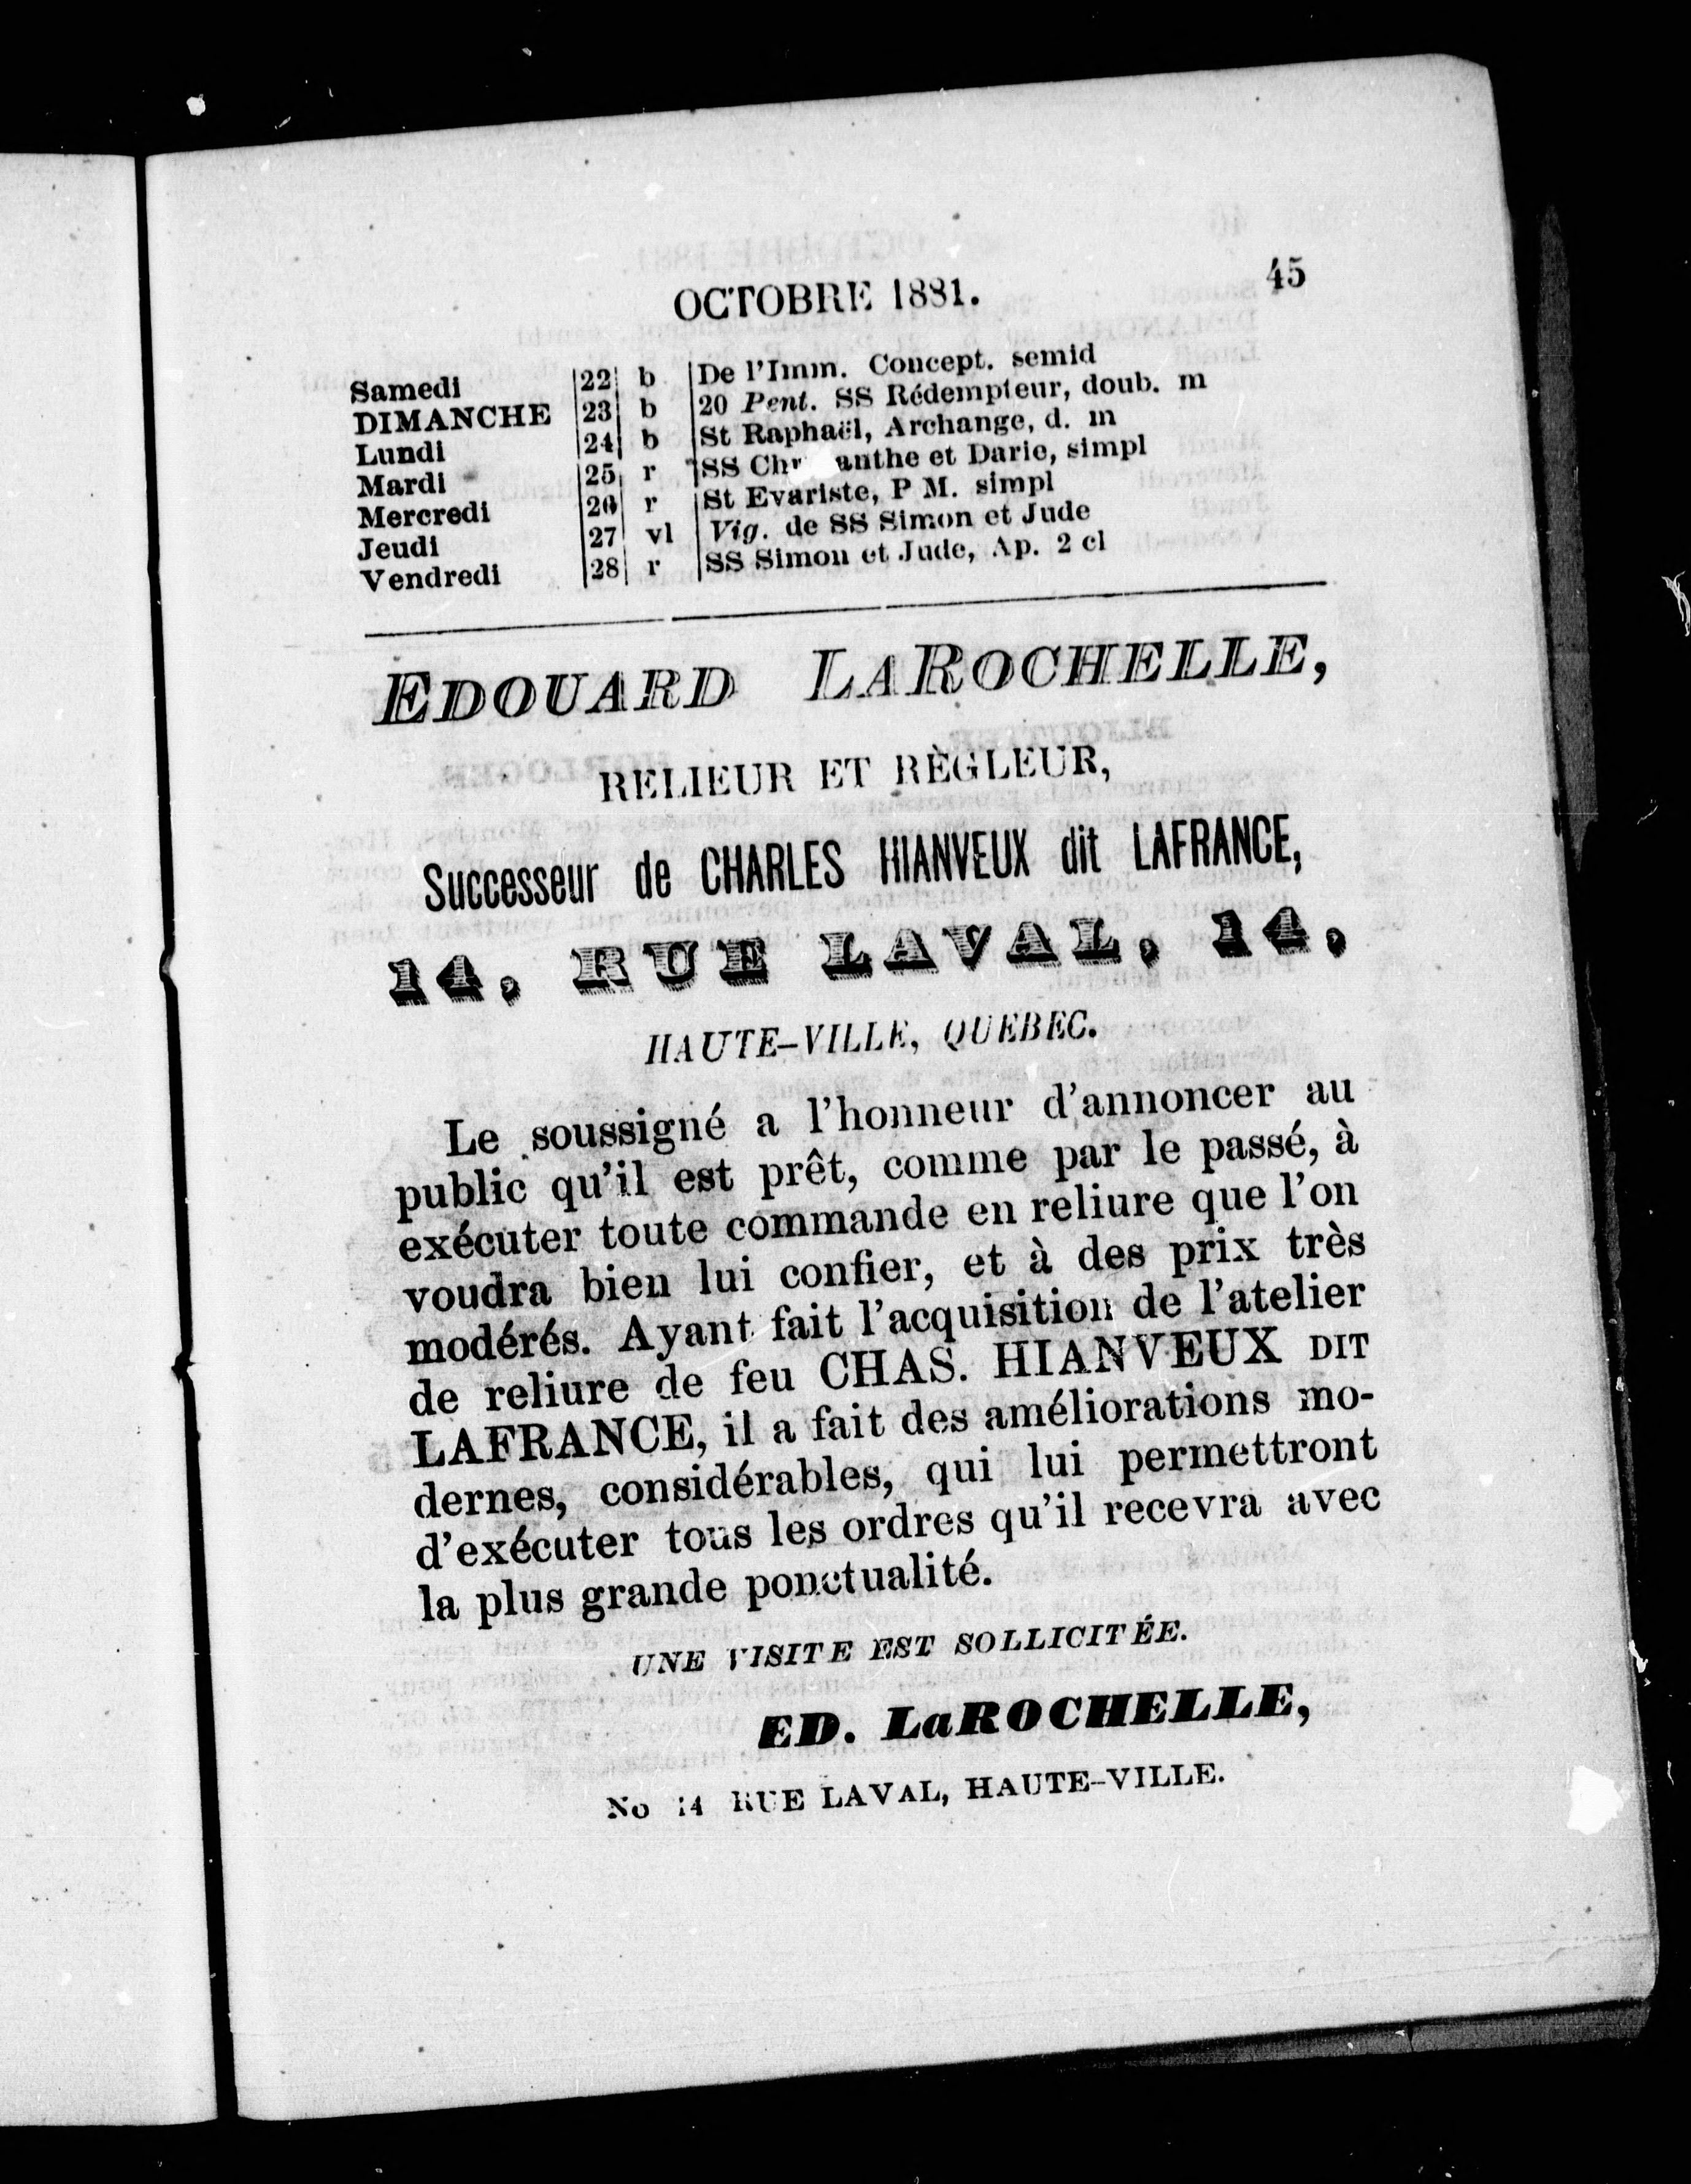 OCTOBRE 1881. 45
Samedi 22 b De l'Imm. Concept. semid
DIMANCHE 23 b 20 Pent. SS Rédempteur, doub. m
Lundi 24 b St Raphaël, Archange, d. m
Mardi 25 r SS et Darie, simpl
Mercredi 26 r St Evariste, P M. simpl
Jeudi 27 vl Vig. de SS Simon et Jude
Vendredi 28 r SS Simon et Jude, Ap. 2 cl
EDOUARD LAROCHELLE,
RELIEUR ET RÈGLEUR,
Successeur de CHARLES HIANVEUX dit LAFRANCE,
14, RUE LAVAL, 14,
HAUTE-VILLE, QUEBEC.
Le soussigné a l'honneur d'annoncer au
public qu'il est prêt, comme par le passé, à
exécuter toute commande en reliure que l'on
voudra bien lui confier, et à des prix très
modérés. Ayant fait l'acquisition de l'atelier
de reliure de feu CHAS. HIANVEUX DIT
LAFRANCE, il a fait des améliorations mo-
dernes, considérables, qui lui permettront
d'exécuter tous les ordres qu'il recevra avec
la plus grande ponctualité.
UNE VISITE EST SOLLICITÉE.
ED. LaROCHELLE,
No 14 RUE LAVAL, HAUTE-VILLE.